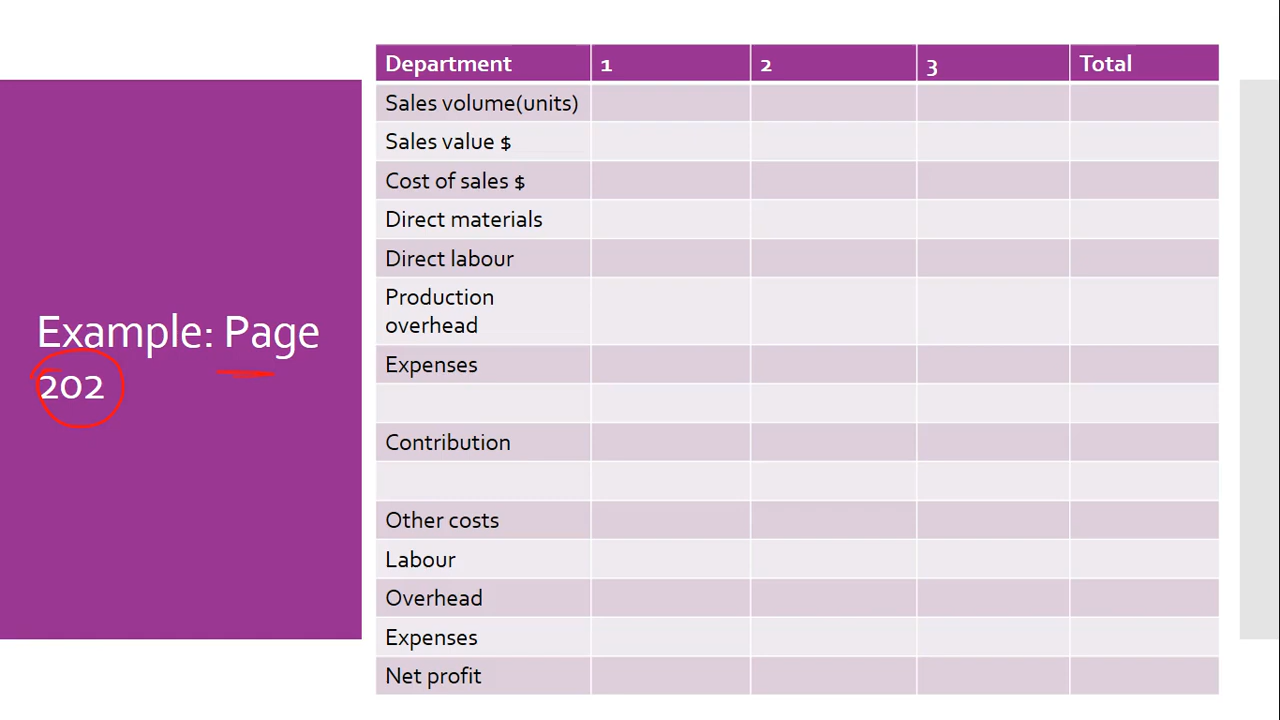 Example: Page
202
Department 1 2 3 Total
Sales volume(units)
Sales value $
Cost of sales $
Direct materials
Direct labour
Production
overhead
Expenses
Contribution
Other costs
Labour
Overhead
Expenses
Net profit